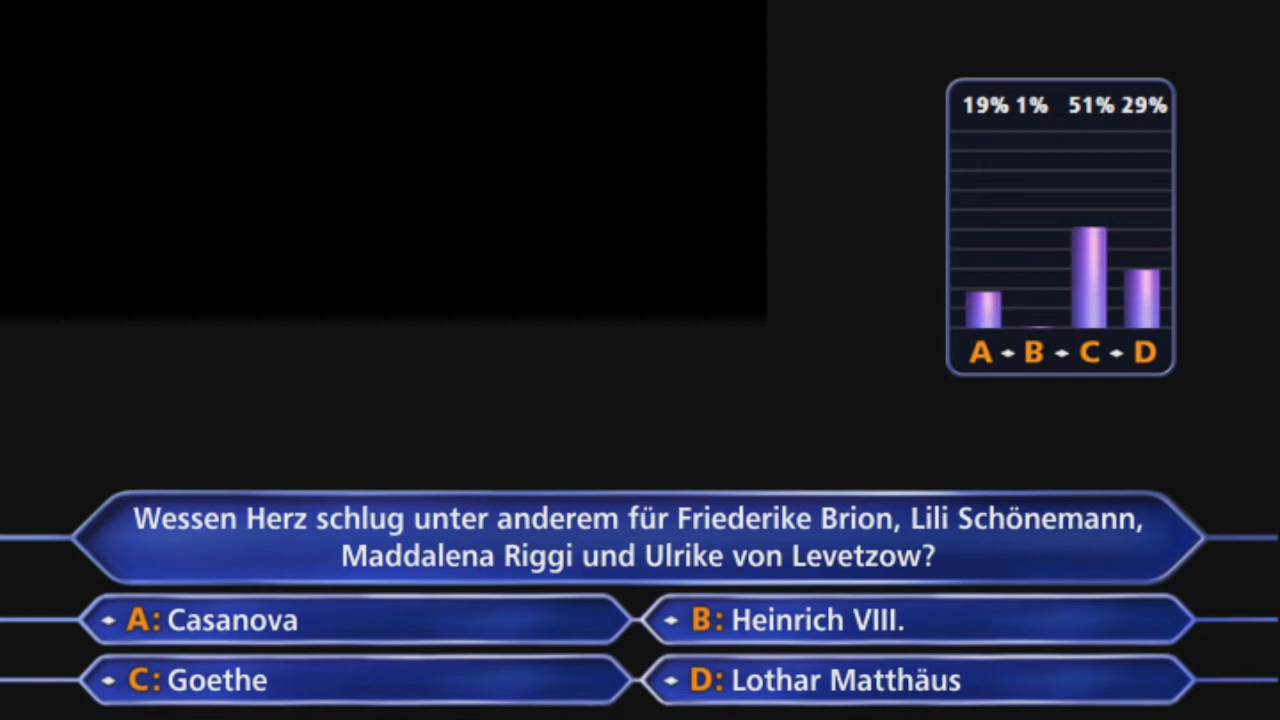 19% 1% 51% 29%
A B C D
Wessen Herz schlug unter anderem für Friederike Brion, Lili Schönemann,
Maddalena Riggi und Ulrike von Levetzow?
A: Casanova
B: Heinrich VIII.
C: Goethe
D: Lothar Matthäus